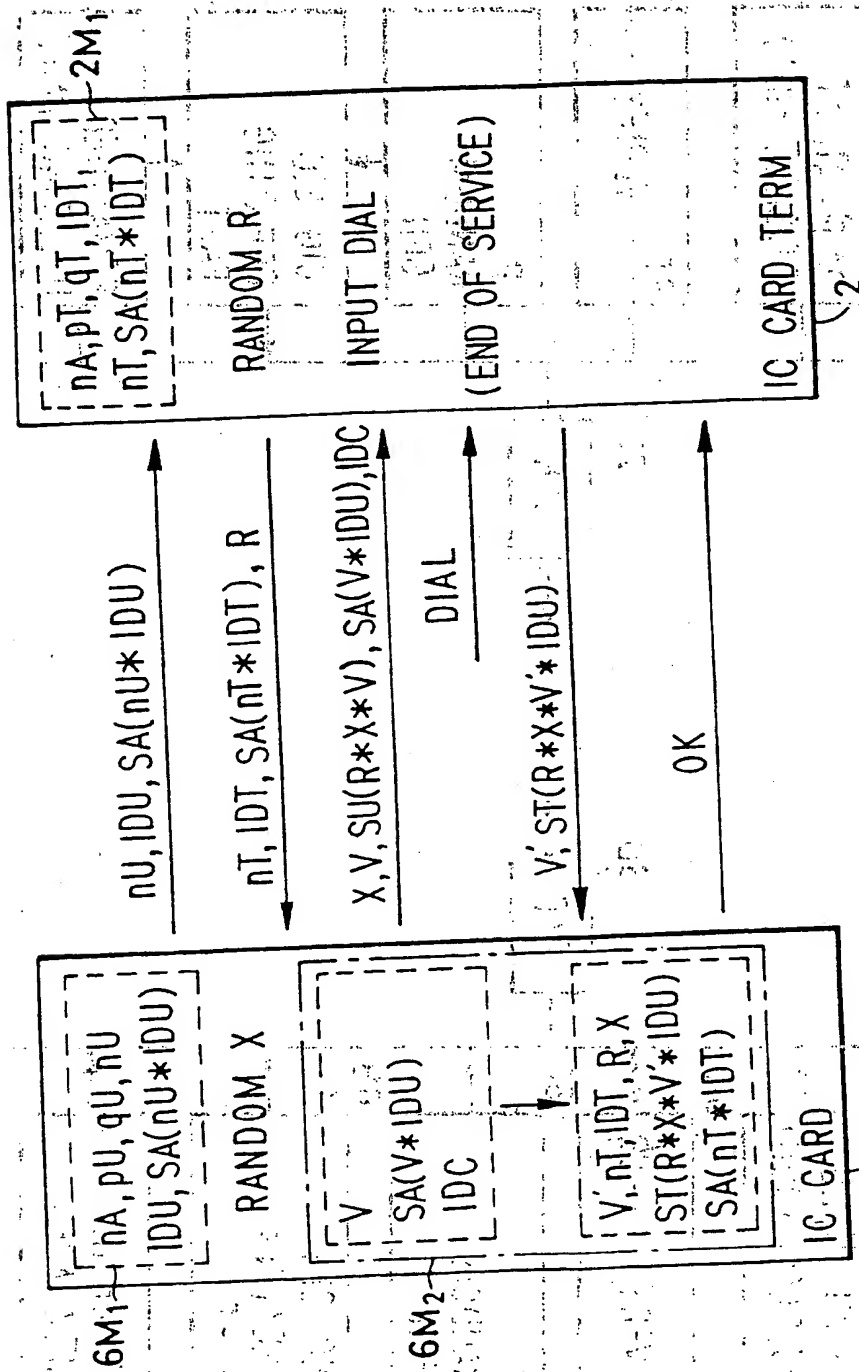 6M₁
nA, pU, qU, nU
IDU, SA(nU*IDU)
RANDOM X
6M₂
V
SA(V*IDU)
IDC
V', nT, IDT, R, X
ST(R*X*V'*IDU)
SA(nT*IDT)
IC CARD
nU, IDU, SA(nU*IDU)
nT, IDT, SA(nT*IDT), R
X, V, SU(R*X*V), SA(V*IDU), IDC
DIAL
V', ST(R*X*V'*IDU)
OK
2M₁
nA, pT, qT, IDT,
nT, SA(nT*IDT)
RANDOM R
INPUT DIAL
(END OF SERVICE)
IC CARD TERM
2